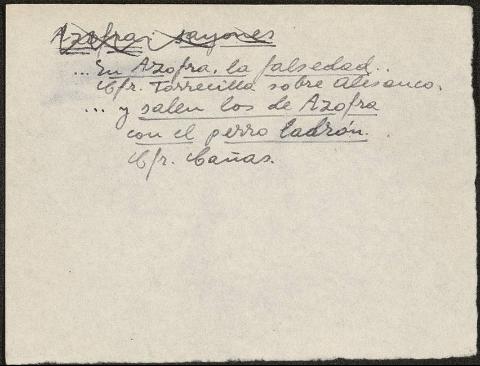 Azofra: sayones
... En Azofra, la falsedad..
Cfr. Torrecilla sobre Alesanco.
... y salen los de Azofra
con el perro ladrón.
Cfr. Cañas.